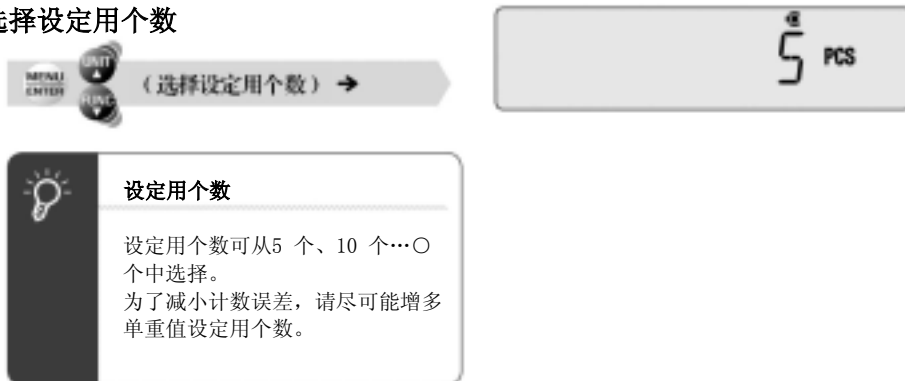 选择设定用个数
5 PCS
MENU
ENTER
UNIT
FUNC
(选择设定用个数) →
设定用个数
设定用个数可从5 个、10 个…○
个中选择。
为了减小计数误差，请尽可能增多
单重值设定用个数。